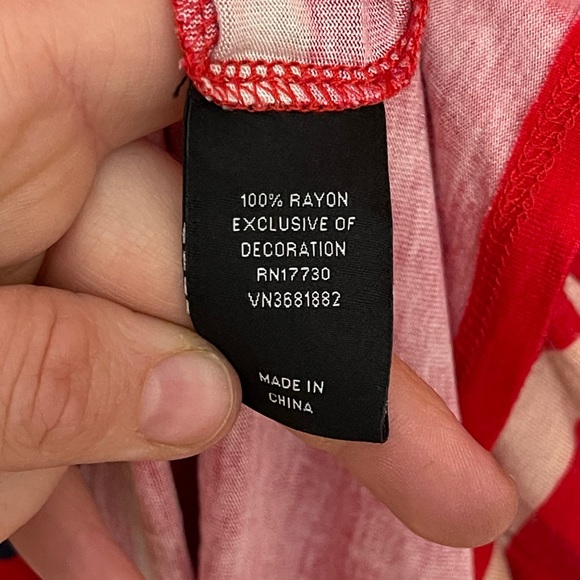 100% RAYON
EXCLUSIVE OF
DECORATION
RN17730
VN3681882
MADE IN
CHINA